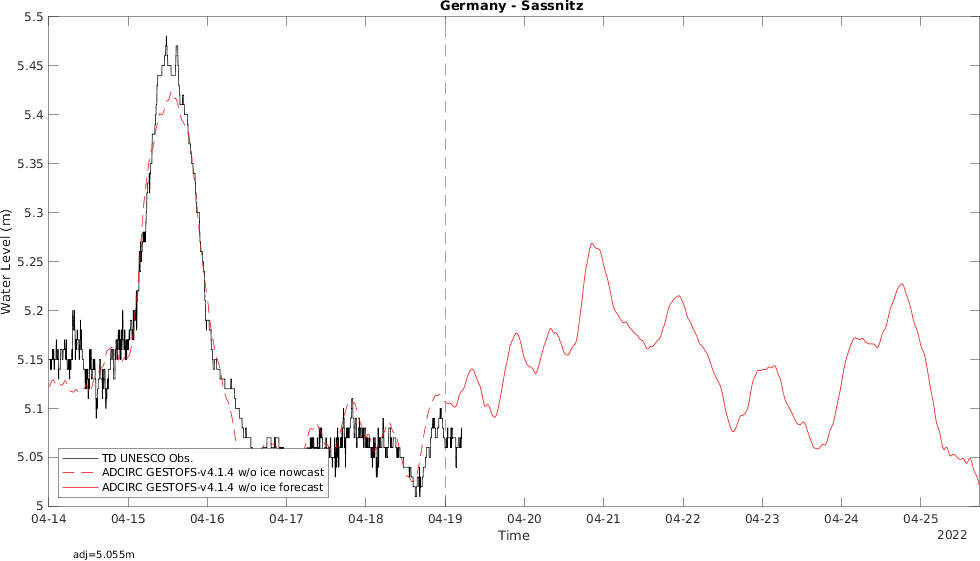 Germany - Sassnitz
5.5
5.45
5.4
5.35
5.3
5.25
5.2
5.15
5.1
5.05
5
Water Level (m)
TD UNESCO Obs.
ADCIRC GESTOFS-v4.1.4 w/o ice nowcast
ADCIRC GESTOFS-v4.1.4 w/o ice forecast
04-14 04-15 04-16 04-17 04-18 04-19 04-20 04-21 04-22 04-23 04-24 04-25
Time
2022
adj=5.055m